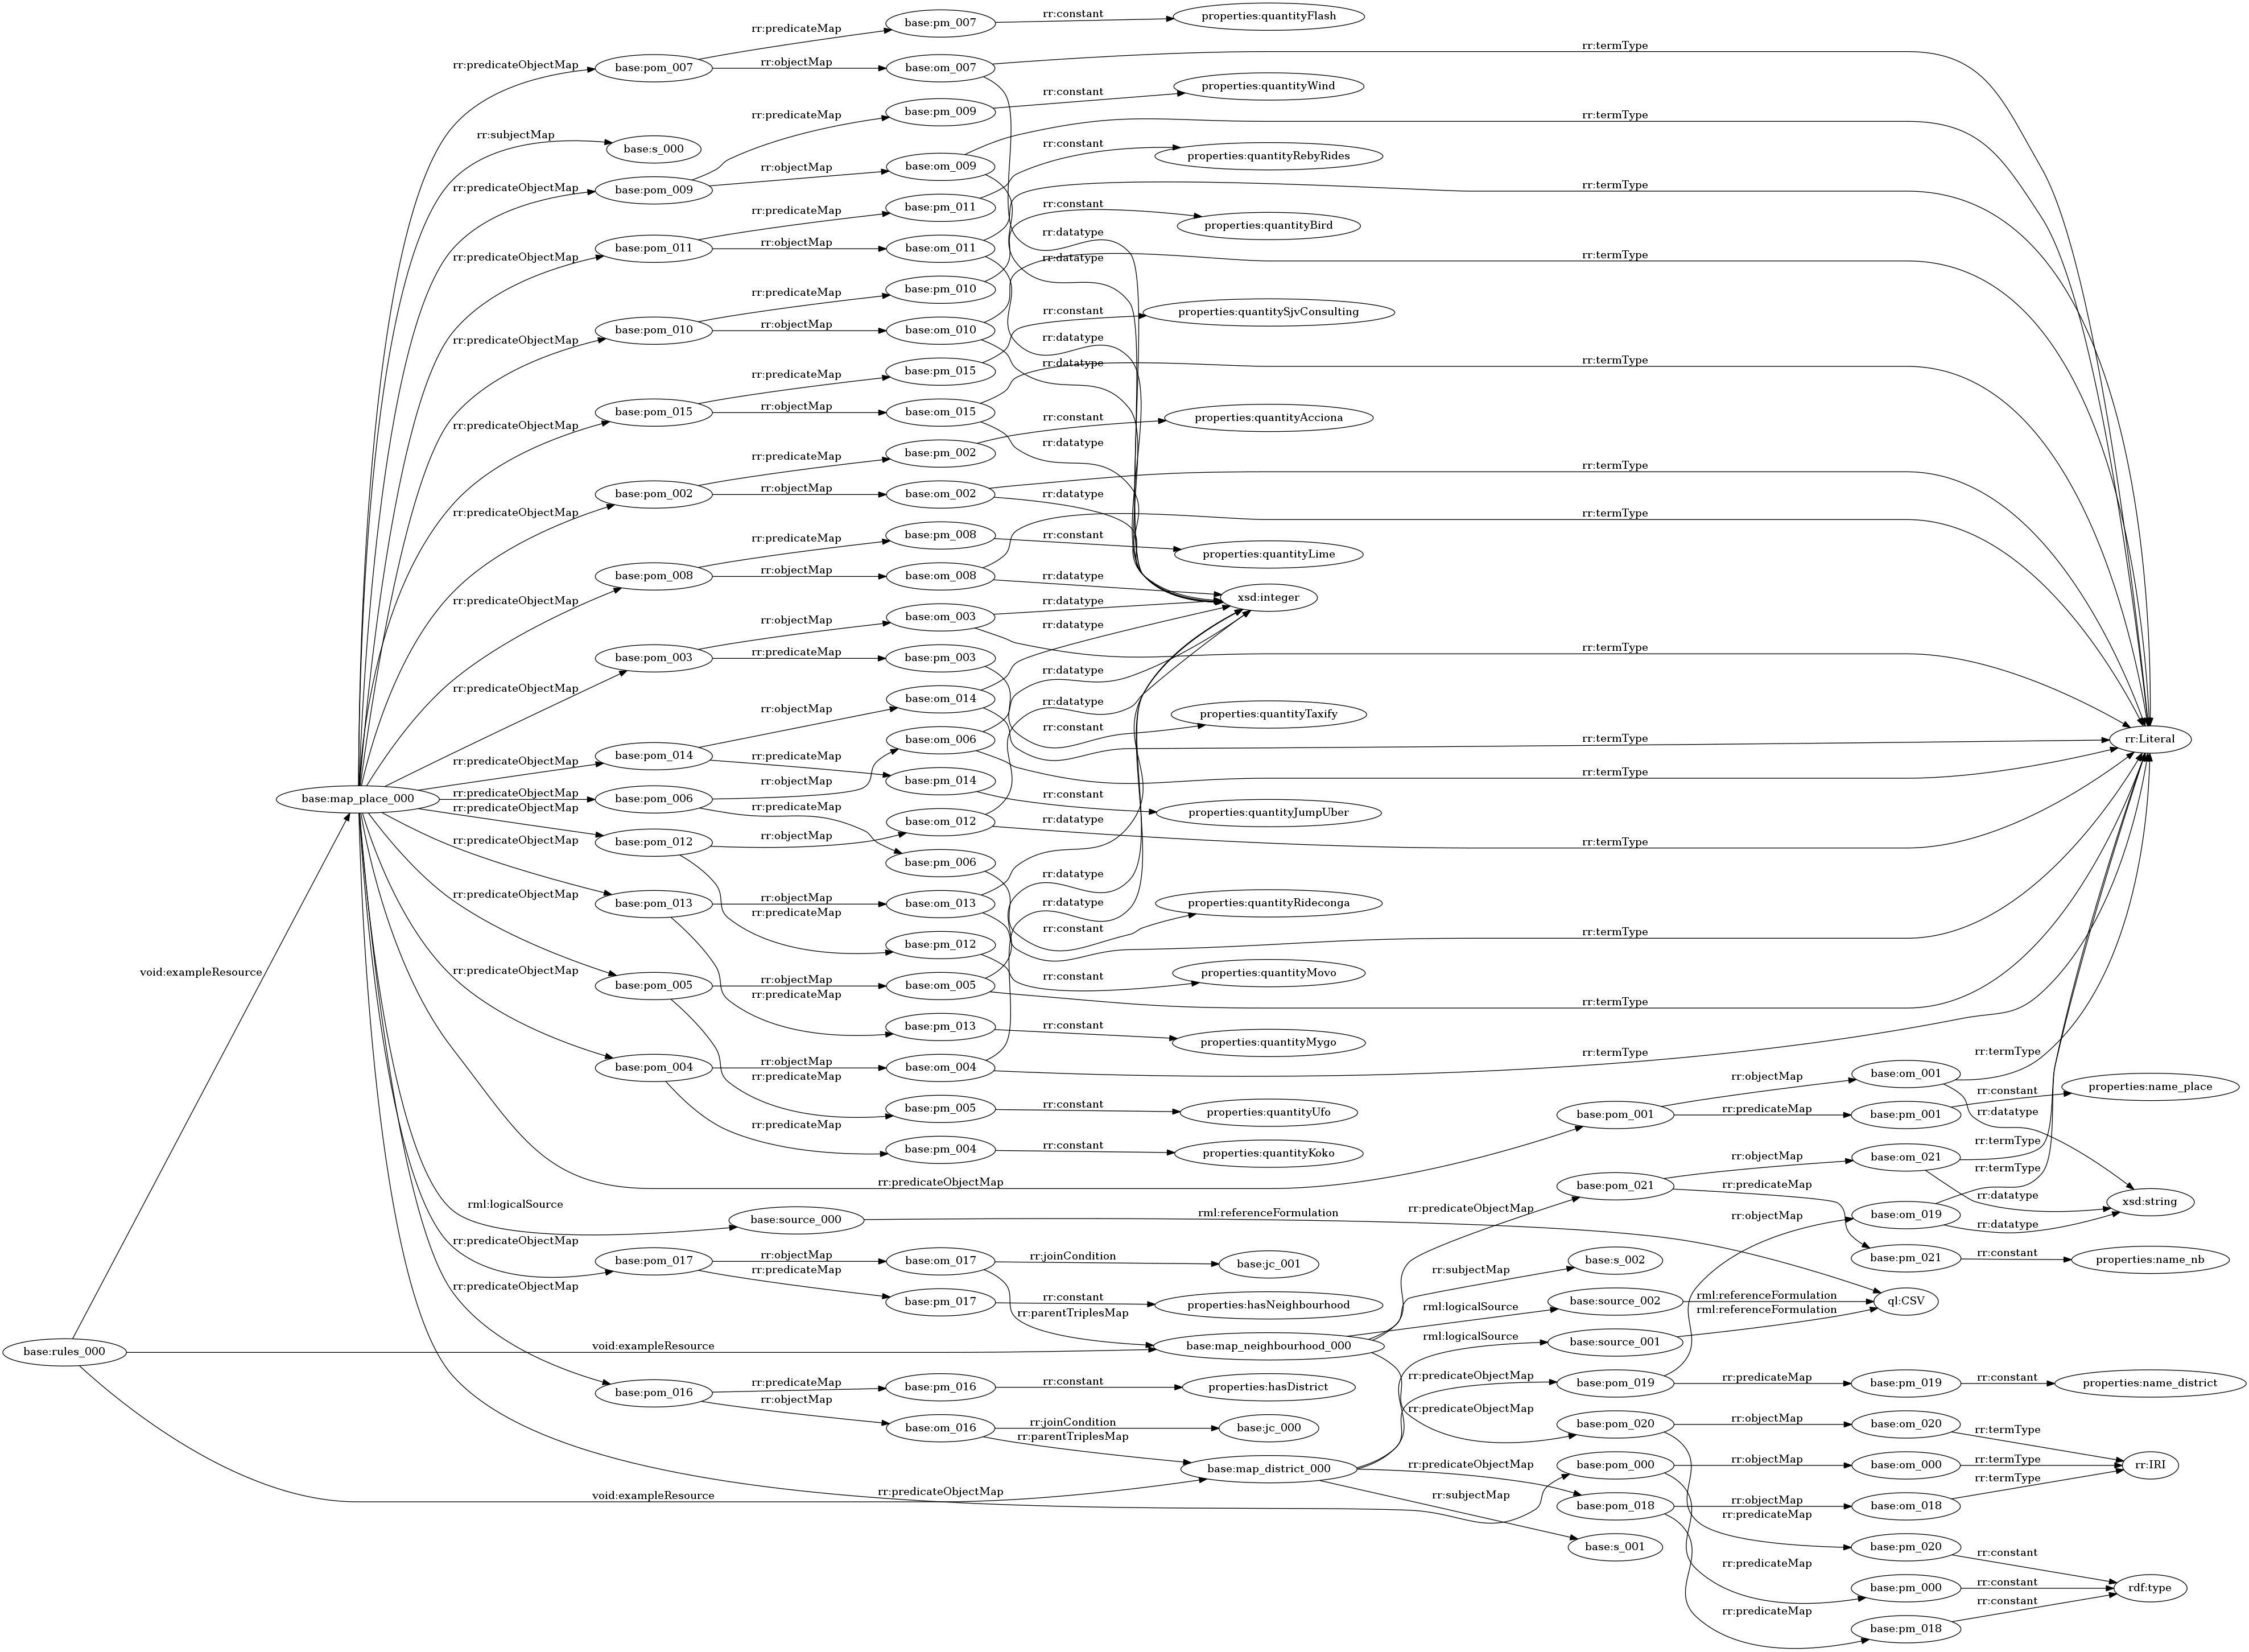 base:pm_007
rr:constant
properties:quantityFlash
rr:predicateMap
rr:predicateObjectMap
base:pom_007
rr:objectMap
base:om_007
rr:termType
rr:constant
properties:quantityWind
rr:predicateMap
base:pm_009
rr:termType
rr:subjectMap
base:s_000
rr:constant
properties:quantityRebyRides
rr:objectMap
base:om_009
rr:predicateObjectMap
base:pom_009
rr:termType
rr:predicateMap
base:pm_011
rr:constant
properties:quantityBird
rr:datatype
rr:predicateObjectMap
base:pom_011
rr:objectMap
base:om_011
rr:datatype
rr:termType
rr:predicateMap
base:pm_010
rr:constant
properties:quantitySjvConsulting
rr:predicateObjectMap
base:pom_010
rr:objectMap
base:om_010
rr:datatype
rr:datatype
rr:termType
rr:predicateMap
base:pm_015
rr:predicateObjectMap
base:pom_015
rr:objectMap
base:om_015
rr:constant
properties:quantityAcciona
rr:datatype
rr:predicateMap
base:pm_002
rr:termType
rr:predicateObjectMap
base:pom_002
rr:objectMap
base:om_002
rr:datatype
rr:termType
rr:predicateMap
base:pm_008
rr:constant
properties:quantityLime
rr:predicateObjectMap
base:pom_008
rr:objectMap
base:om_008
rr:datatype
xsd:integer
rr:datatype
rr:objectMap
base:om_003
rr:datatype
rr:termType
rr:predicateObjectMap
base:pom_003
rr:predicateMap
base:pm_003
rr:datatype
rr:objectMap
base:om_014
rr:datatype
properties:quantityTaxify
rr:constant
rr:termType
rr:Literal
base:om_006
rr:predicateObjectMap
base:pom_014
rr:predicateMap
base:pm_014
rr:objectMap
rr:termType
rr:constant
properties:quantityJumpUber
base:map_place_000
rr:predicateObjectMap
base:pom_006
rr:predicateObjectMap
rr:predicateMap
base:om_012
rr:datatype
rr:objectMap
base:pom_012
rr:predicateObjectMap
rr:termType
base:pm_006
rr:datatype
rr:predicateObjectMap
base:pom_013
rr:objectMap
base:om_013
rr:datatype
properties:quantityRideconga
rr:predicateMap
rr:constant
rr:termType
base:pm_012
void:exampleResource
rr:predicateObjectMap
rr:constant
properties:quantityMovo
base:pom_005
rr:objectMap
base:om_005
rr:predicateMap
rr:termType
base:pm_013
rr:constant
properties:quantityMygo
rr:termType
base:pom_004
rr:objectMap
base:om_004
rr:predicateMap
base:pm_005
rr:constant
properties:quantityUfo
rr:predicateMap
base:pm_004
rr:constant
properties:quantityKoko
rr:termType
rr:objectMap
base:om_001
rr:constant
properties:name_place
base:pom_001
rr:predicateMap
base:pm_001
rr:datatype
rr:termType
rr:objectMap
base:om_021
rr:predicateObjectMap
base:pom_021
rr:predicateMap
rr:termType
rr:datatype
xsd:string
rml:logicalSource
base:source_000
rml:referenceFormulation
rr:predicateObjectMap
rr:objectMap
base:om_019
rr:datatype
rr:predicateObjectMap
base:pom_017
rr:objectMap
base:om_017
rr:joinCondition
base:jc_001
rr:subjectMap
base:s_002
base:pm_021
rr:constant
properties:name_nb
rr:predicateMap
rr:predicateObjectMap
base:pm_017
rr:constant
properties:hasNeighbourhood
rr:parentTriplesMap
rml:logicalSource
base:source_002
rml:referenceFormulation
rml:referenceFormulation
ql:CSV
base:rules_000
void:exampleResource
base:map_neighbourhood_000
rml:logicalSource
base:source_001
base:pom_016
rr:predicateMap
base:pm_016
rr:constant
properties:hasDistrict
rr:predicateObjectMap
base:pom_019
rr:predicateMap
base:pm_019
rr:constant
properties:name_district
rr:objectMap
base:om_016
rr:joinCondition
base:jc_000
rr:parentTriplesMap
rr:predicateObjectMap
base:pom_020
rr:objectMap
base:om_020
rr:termType
base:map_district_000
rr:predicateObjectMap
base:pom_000
rr:objectMap
base:om_000
rr:termType
rr:IRI
rr:termType
void:exampleResource
rr:predicateObjectMap
rr:subjectMap
base:pom_018
rr:objectMap
base:om_018
rr:predicateMap
base:s_001
base:pm_020
rr:constant
rr:predicateMap
base:pm_000
rr:constant
rdf:type
rr:predicateMap
rr:constant
base:pm_018